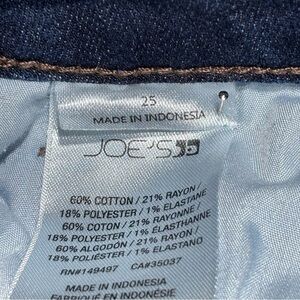 25
MADE IN INDONESIA
JOE'S
60% COTTON / 21% RAYON /
18% POLYESTER / 1% ELASTANE
60% COTON / 21% RAYONNE /
18% POLYESTER / 1% ÉLASTHANNE
60% ALGODÓN / 21% RAYON /
18% POLIÉSTER / 1% ELASTANO
RN#149497 CA#35037
MADE IN INDONESIA
FABRIQUÉ EN INDONÉSIE